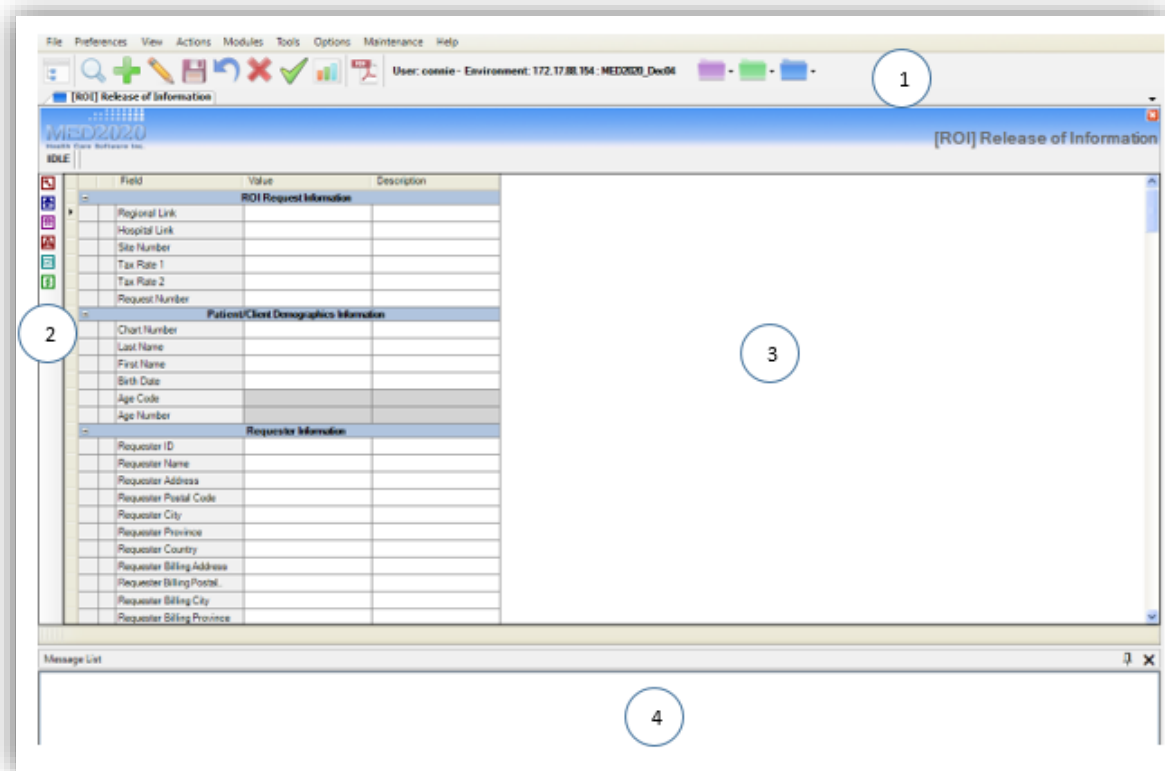 File Preferences View Actions Modules Tools Options Maintenance Help
User: connie - Environment: 172.17.88.154 : MED2020_Dec04
1
[ROI] Release of Information
MED2020
Health Care Software Inc.
[ROI] Release of Information
IDLE
Field Value Description
ROI Request Information
Regional Link
Hospital Link
Site Number
Tax Rate 1
Tax Rate 2
Request Number
Patient/Client Demographics Information
Chart Number
2
Last Name
3
First Name
Birth Date
Age Code
Age Number
Requester Information
Requester ID
Requester Name
Requester Address
Requester Postal Code
Requester City
Requester Province
Requester Country
Requester Billing Address
Requester Billing Postal.
Requester Billing City
Requester Billing Province
Message List
4